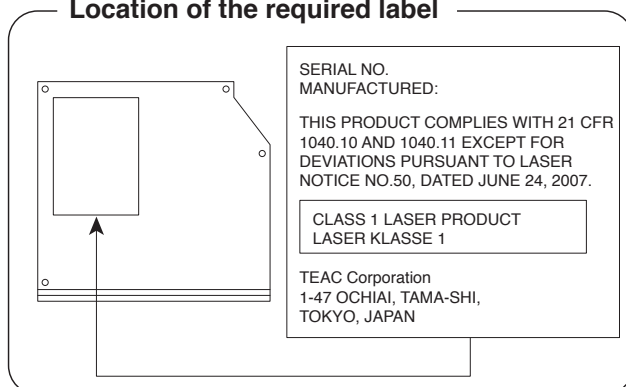 Location of the required label
SERIAL NO.
MANUFACTURED:
THIS PRODUCT COMPLIES WITH 21 CFR
1040.10 AND 1040.11 EXCEPT FOR
DEVIATIONS PURSUANT TO LASER
NOTICE NO.50, DATED JUNE 24, 2007.
CLASS 1 LASER PRODUCT
LASER KLASSE 1
TEAC Corporation
1-47 OCHIAI, TAMA-SHI,
TOKYO, JAPAN